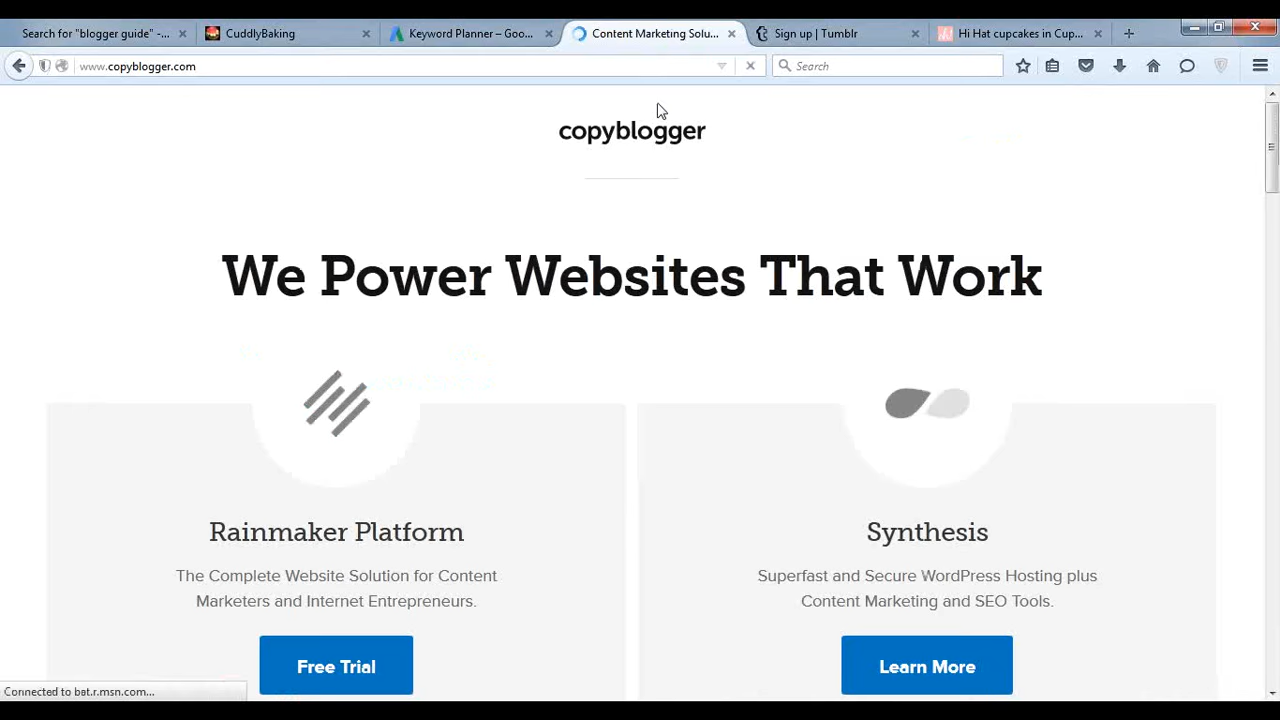 Search for "blogger guide" -...
CuddlyBaking
Keyword Planner – Goo...
Content Marketing Solu...
Sign up | Tumblr
Hi Hat cupcakes in Cup...
www.copyblogger.com
Search
copyblogger
We Power Websites That Work
Rainmaker Platform
The Complete Website Solution for Content
Marketers and Internet Entrepreneurs.
Free Trial
Synthesis
Superfast and Secure WordPress Hosting plus
Content Marketing and SEO Tools.
Learn More
Connected to bat.r.msn.com...